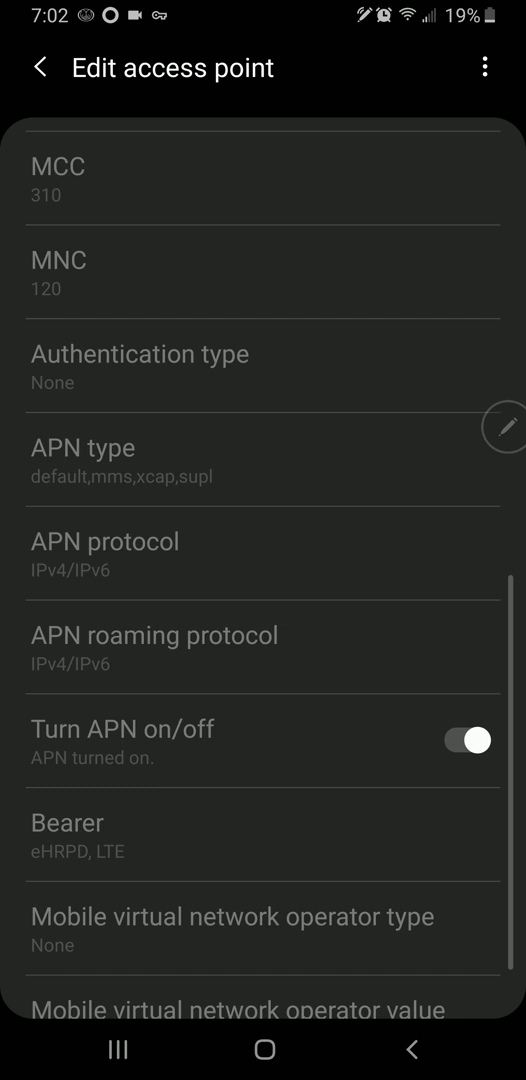 7:02
19%
Edit access point
MCC
310
MNC
120
Authentication type
None
APN type
default,mms,xcap,supl
APN protocol
IPv4/IPv6
APN roaming protocol
IPv4/IPv6
Turn APN on/off
APN turned on.
Bearer
eHRPD, LTE
Mobile virtual network operator type
None
Mobile virtual network operator value